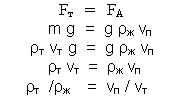 Fт = FА
m g = g ρж vп
ρт vт g = g ρж vп
ρт vт = ρж vп
ρт /ρж = vп / vт